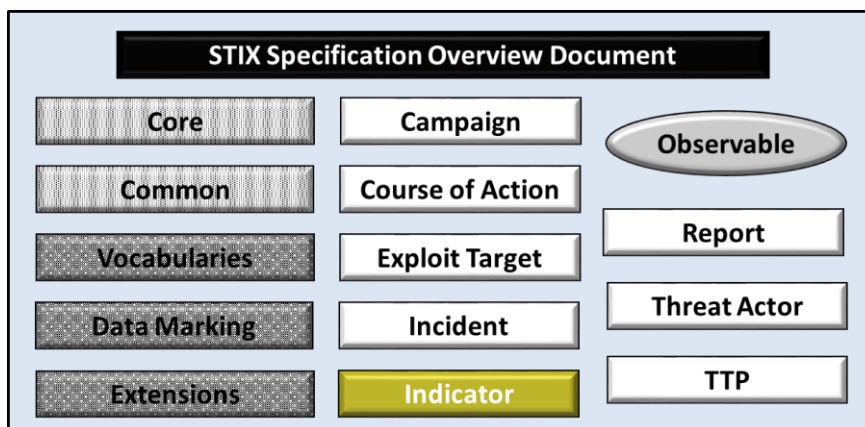 STIX Specification Overview Document
Core
Common
Vocabularies
Data Marking
Extensions
Campaign
Course of Action
Exploit Target
Incident
Indicator
Observable
Report
Threat Actor
TTP